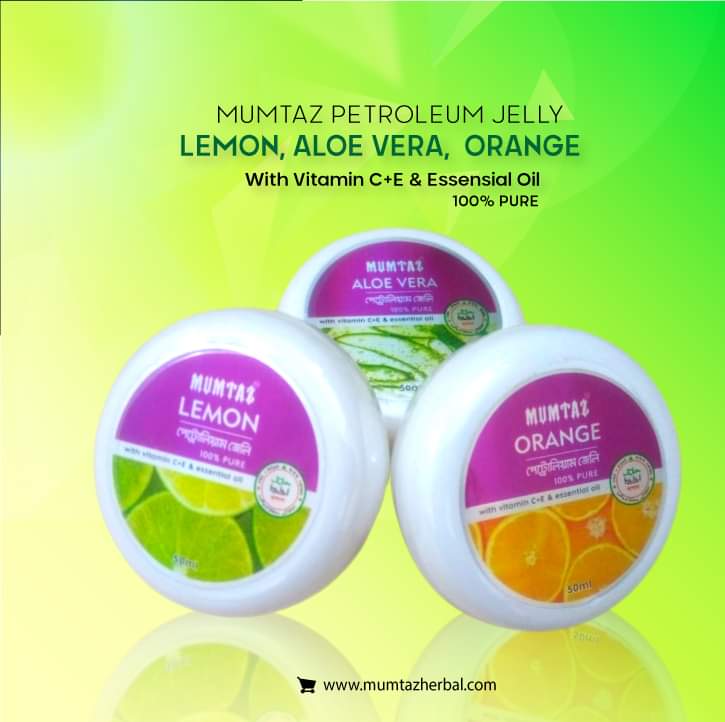 MUMTAZ PETROLEUM JELLY
LEMON, ALOE VERA, ORANGE
With Vitamin C+E & Essensial Oil
100% PURE
MUMTAZ
ALOE VERA
পেট্রোলিয়াম জেলি
100% PURE
with vitamin C+E & essential oil
50ml
MUMTAZ®
LEMON
পেট্রোলিয়াম জেলি
100% PURE
with vitamin C+E & essential oil
50ml
MUMTAZ®
ORANGE
পেট্রোলিয়াম জেলি
100% PURE
with vitamin C+E & essential oil
50ml
www.mumtazherbal.com